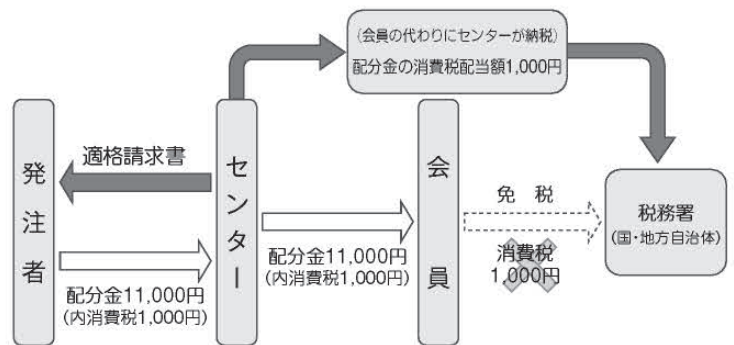 (会員の代わりにセンターが納税)
配分金の消費税配当額1,000円
発注者
適格請求書
配分金11,000円
(内消費税1,000円)
センター
配分金11,000円
(内消費税1,000円)
会員
免税
消費税
1,000円
税務署
(国・地方自治体)